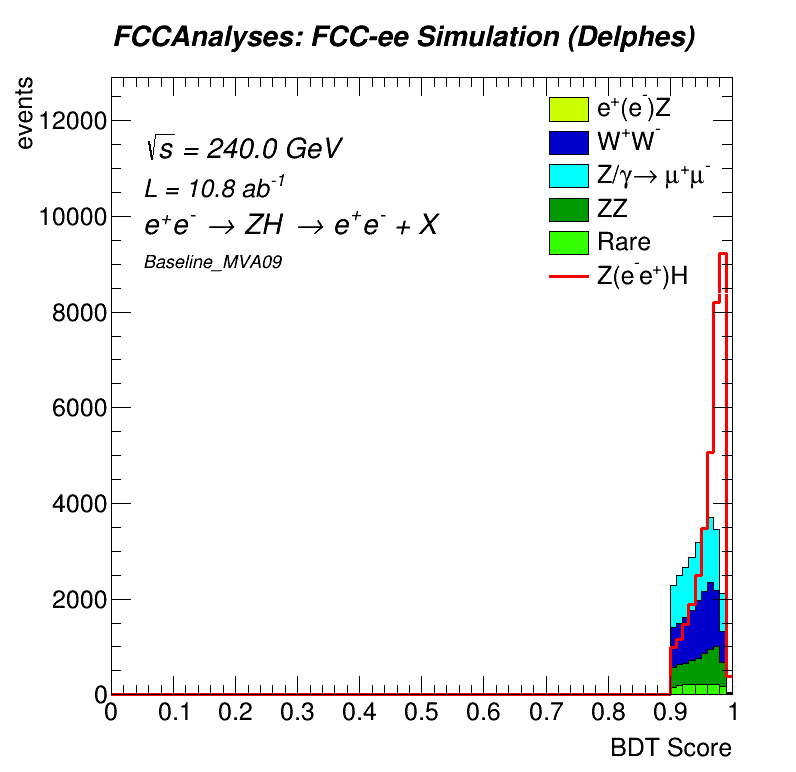 FCCAnalyses: FCC-ee Simulation (Delphes)
events
12000
10000
8000
6000
4000
2000
0
√s = 240.0 GeV
L = 10.8 ab⁻¹
e⁺e⁻ → ZH → e⁺e⁻ + X
Baseline_MVA09
e⁺(e⁻)Z
W⁺W⁻
Z/γ→ μ⁺μ⁻
ZZ
Rare
Z(e⁻e⁺)H
0 0.1 0.2 0.3 0.4 0.5 0.6 0.7 0.8 0.9 1
BDT Score